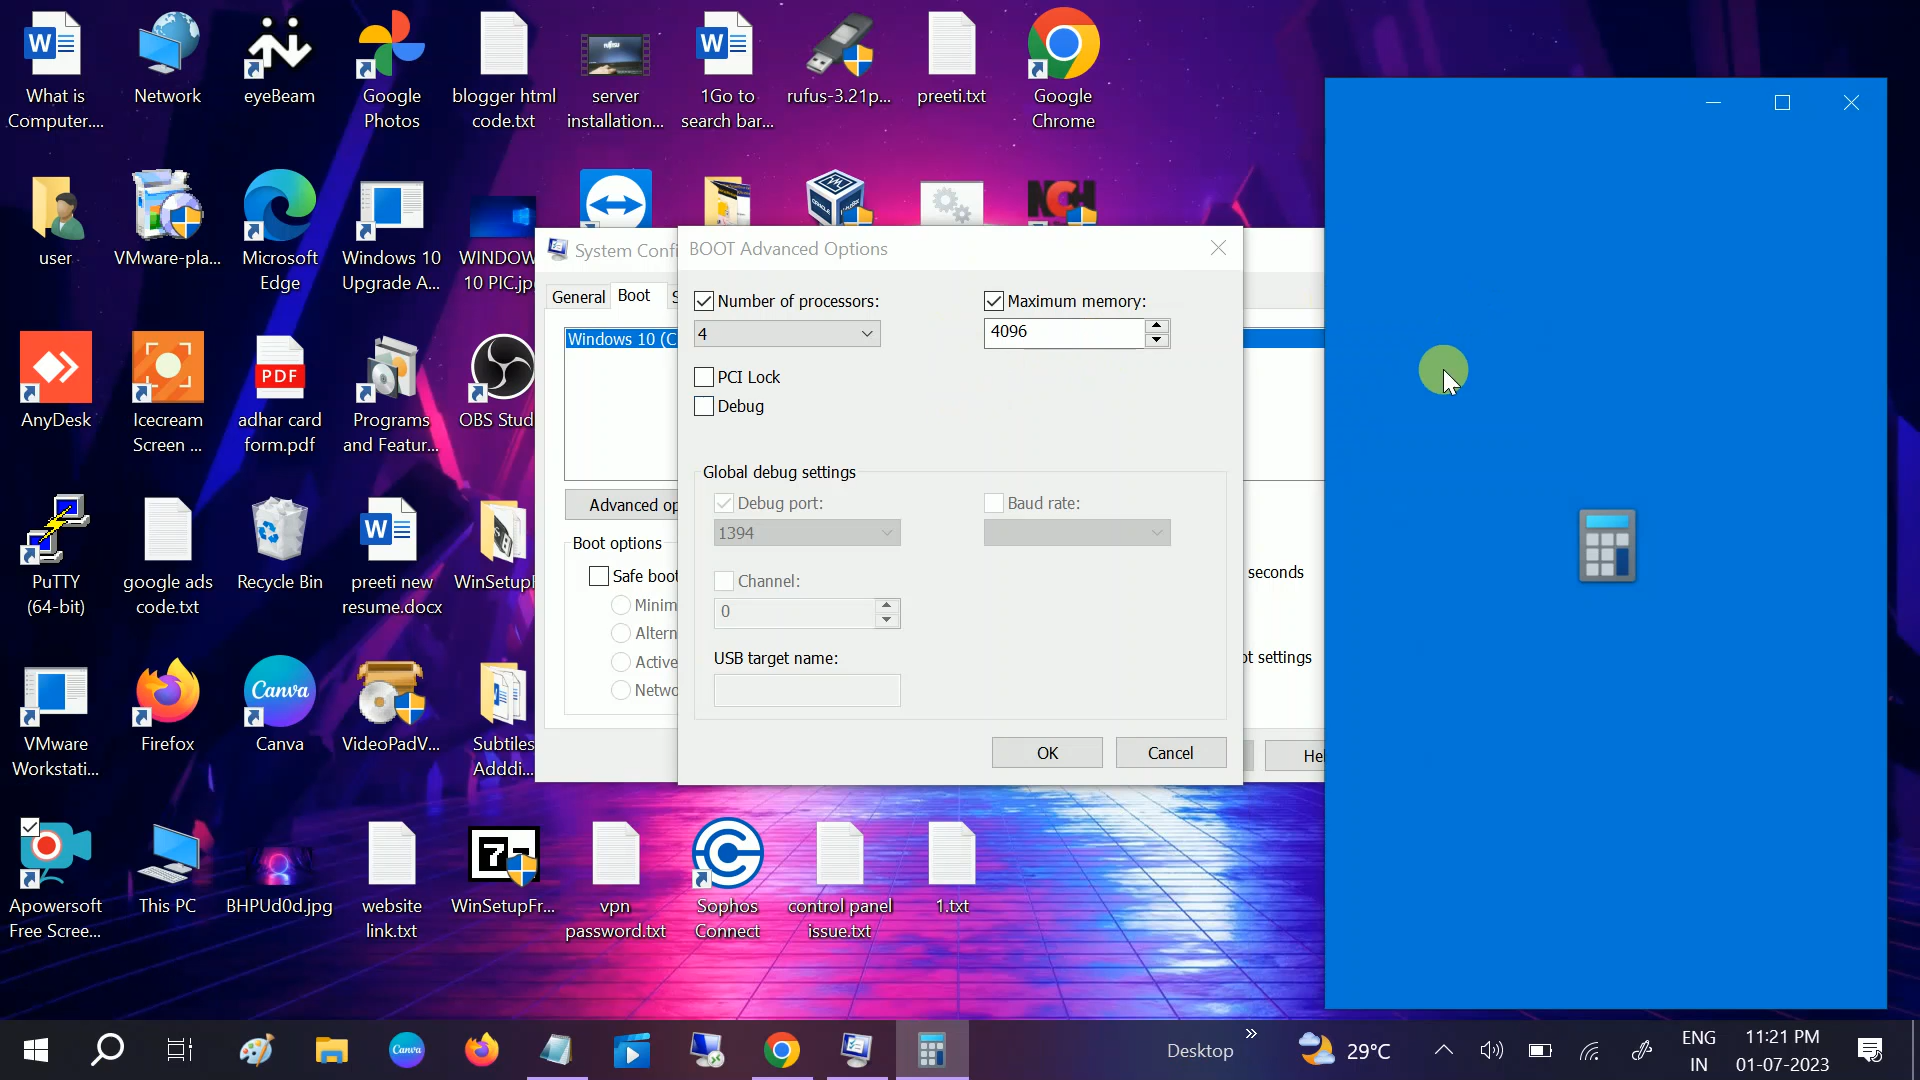 What is
Computer....
Network
eyeBeam
Google
Photos
blogger html
code.txt
server
installation...
1Go to
search bar...
rufus-3.21p...
preeti.txt
Google
Chrome
user
VMware-pla...
Microsoft
Edge
Windows 10
Upgrade A...
WINDOW
10 PIC.jp
NCH
System Confi
BOOT Advanced Options
General
Boot
S
Number of processors:
4
Maximum memory:
4096
Windows 10 (C
PCI Lock
Debug
AnyDesk
Icecream
Screen ...
PDF
adhar card
form.pdf
Programs
and Featur...
OBS Stud
Global debug settings
Debug port:
1394
Baud rate:
Advanced op
Boot options
Safe boot
Minim
Altern
Active
Netwo
Channel:
0
USB target name:
seconds
ot settings
OK
Cancel
Hel
PuTTY
(64-bit)
google ads
code.txt
Recycle Bin
preeti new
resume.docx
WinSetupF
VMware
Workstati...
Firefox
Canva
Canva
VideoPadV...
Subtiles
Adddi...
Apowersoft
Free Scree...
This PC
BHPUd0d.jpg
website
link.txt
WinSetupFr...
vpn
password.txt
Sophos
Connect
control panel
issue.txt
1.txt
Canva
Desktop
29°C
ENG
IN
11:21 PM
01-07-2023